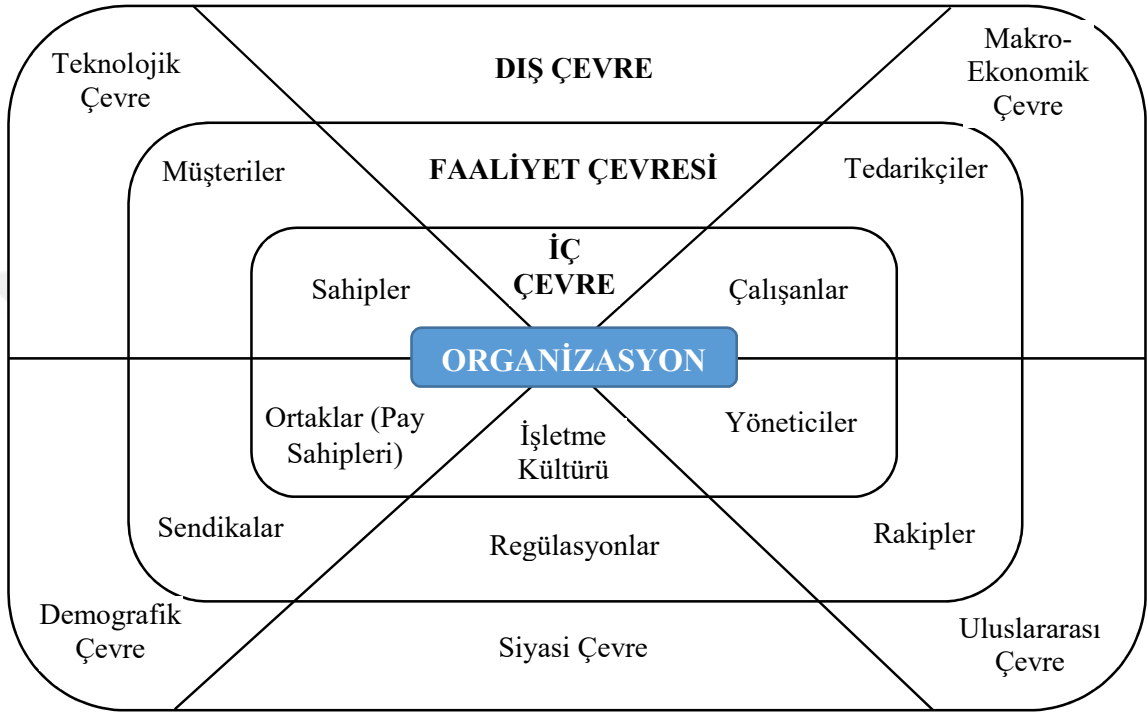 Teknolojik
Çevre
DIŞ ÇEVRE
Makro-
Ekonomik
Çevre
Müşteriler
FAALİYET ÇEVRESİ
Tedarikçiler
İÇ
ÇEVRE
Sahipler
Çalışanlar
ORGANİZASYON
Ortaklar (Pay
Sahipleri)
İşletme
Kültürü
Yöneticiler
Sendikalar
Regülasyonlar
Rakipler
Demografik
Çevre
Siyasi Çevre
Uluslararası
Çevre